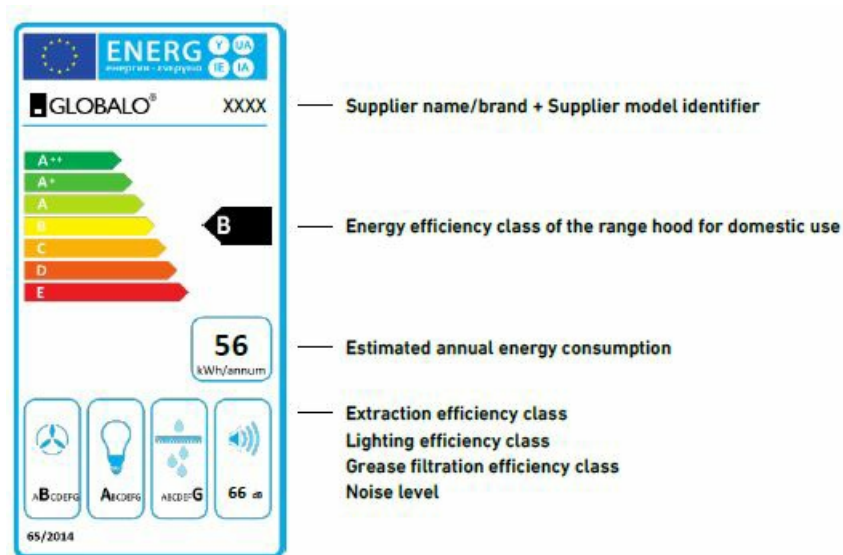 ENERG Y UA
енергия · ενεργεια IE IA
GLOBALO® XXXX
Supplier name/brand + Supplier model identifier
A++
A+
A
B
B
Energy efficiency class of the range hood for domestic use
C
D
E
56
kWh/annum
Estimated annual energy consumption
Extraction efficiency class
Lighting efficiency class
Grease filtration efficiency class
Noise level
ABCDEFG
ABCDEFG
ABCDEFG
66 dB
65/2014